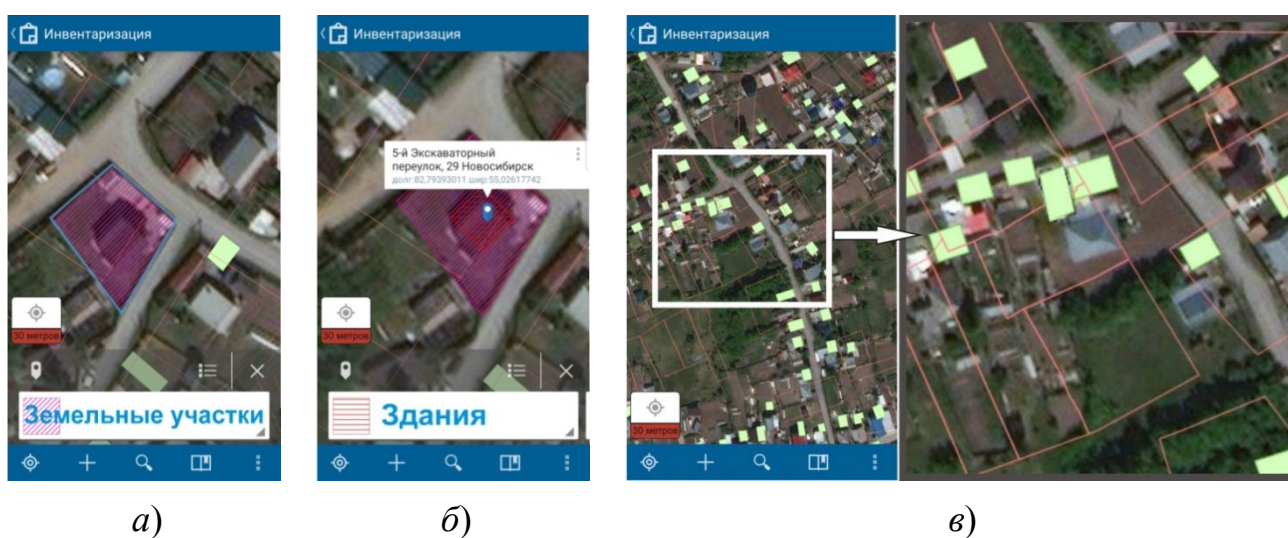 Инвентаризация
30 метров
Земельные участки
Инвентаризация
5-й Экскаваторный
переулок, 29 Новосибирск
долг:82,79393011 шир:55,02617742
30 метров
Здания
Инвентаризация
30 метров
а)
б)
в)